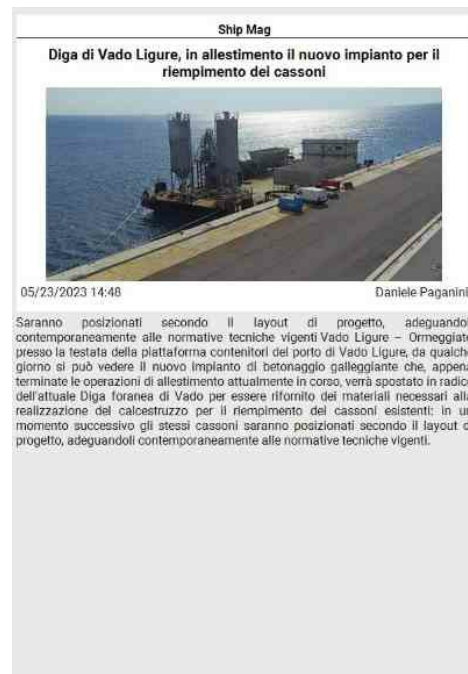 Ship Mag
Diga di Vado Ligure, in allestimento il nuovo impianto per il
riempimento dei cassoni
05/23/2023 14:48
Daniele Paganini
Saranno posizionati secondo il layout di progetto, adeguando
contemporaneamente alle normative tecniche vigenti Vado Ligure – Ormeggiato
presso la testata della piattaforma contenitori del porto di Vado Ligure, da qualche
giorno si può vedere il nuovo impianto di betonaggio galleggiante che, appena
terminate le operazioni di allestimento attualmente in corso, verrà spostato in radice
dell'attuale Diga foranea di Vado per essere rifornito dei materiali necessari alla
realizzazione del calcestruzzo per il riempimento dei cassoni esistenti: in un
momento successivo gli stessi cassoni saranno posizionati secondo il layout di
progetto, adeguandoli contemporaneamente alle normative tecniche vigenti.